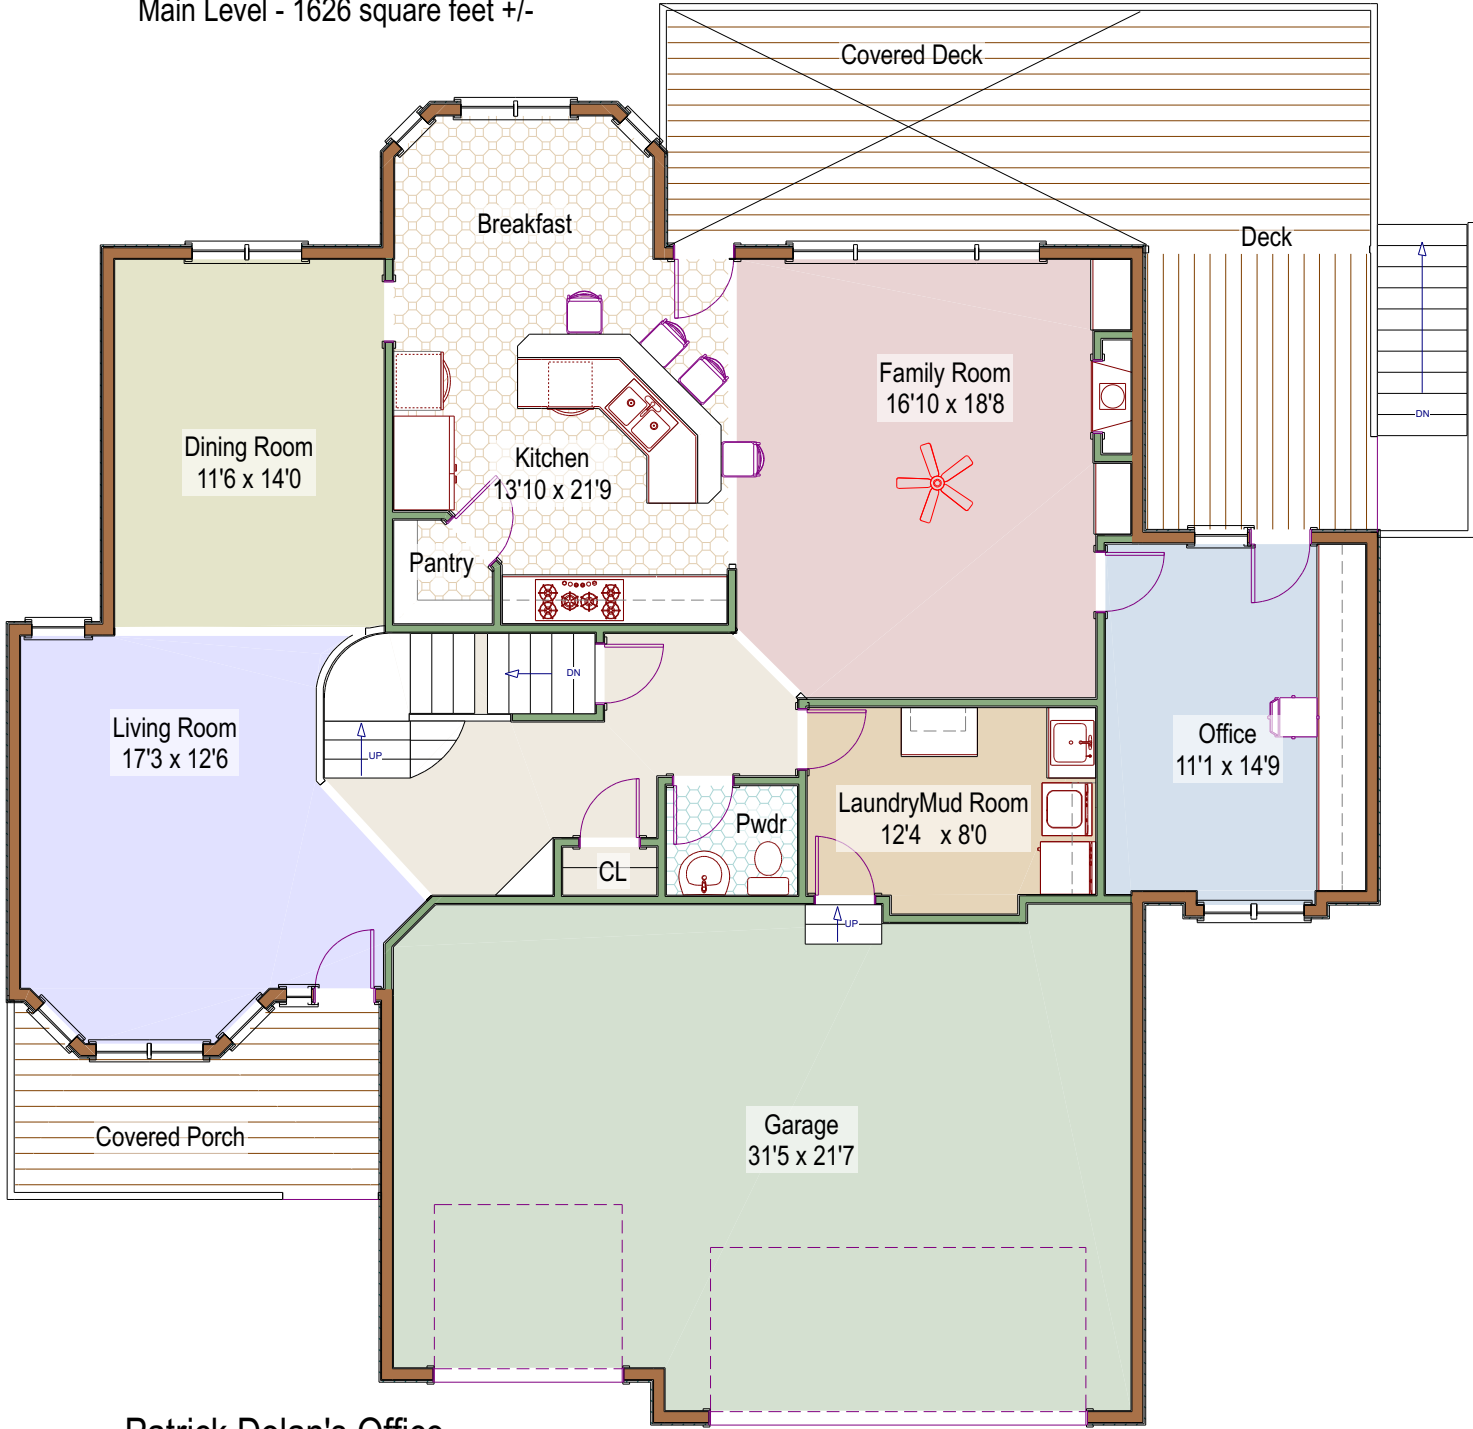 Main Level - 1626 square feet +/-
Covered Deck
Breakfast
Deck
DN
Family Room
16'10 x 18'8
Dining Room
11'6 x 14'0
Kitchen
13'10 x 21'9
Pantry
DN
Living Room
17'3 x 12'6
UP
Office
11'1 x 14'9
LaundryMud Room
12'4 x 8'0
Pwdr
CL
UP
Garage
31'5 x 21'7
Covered Porch
Patrick Dolan's Office